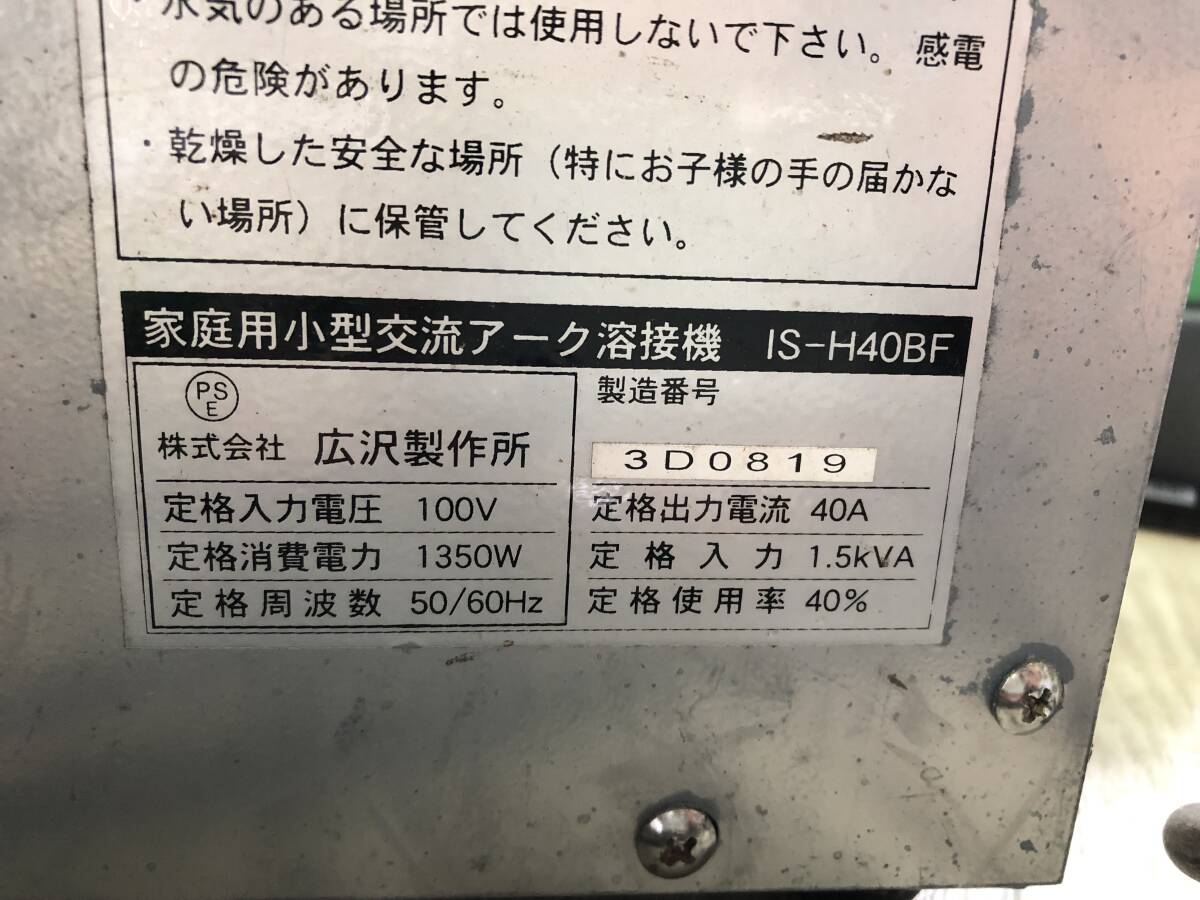 ・水気のある場所では使用しないで下さい。感電
の危険があります。
・乾燥した安全な場所（特にお子様の手の届かな
い場所）に保管してください。
家庭用小型交流アーク溶接機 IS-H40BF
PSE
株式会社 広沢製作所
製造番号
3D0819
定格入力電圧 100V
定格出力電流 40A
定格消費電力 1350W
定格入力 1.5kVA
定格周波数 50/60Hz
定格使用率 40%